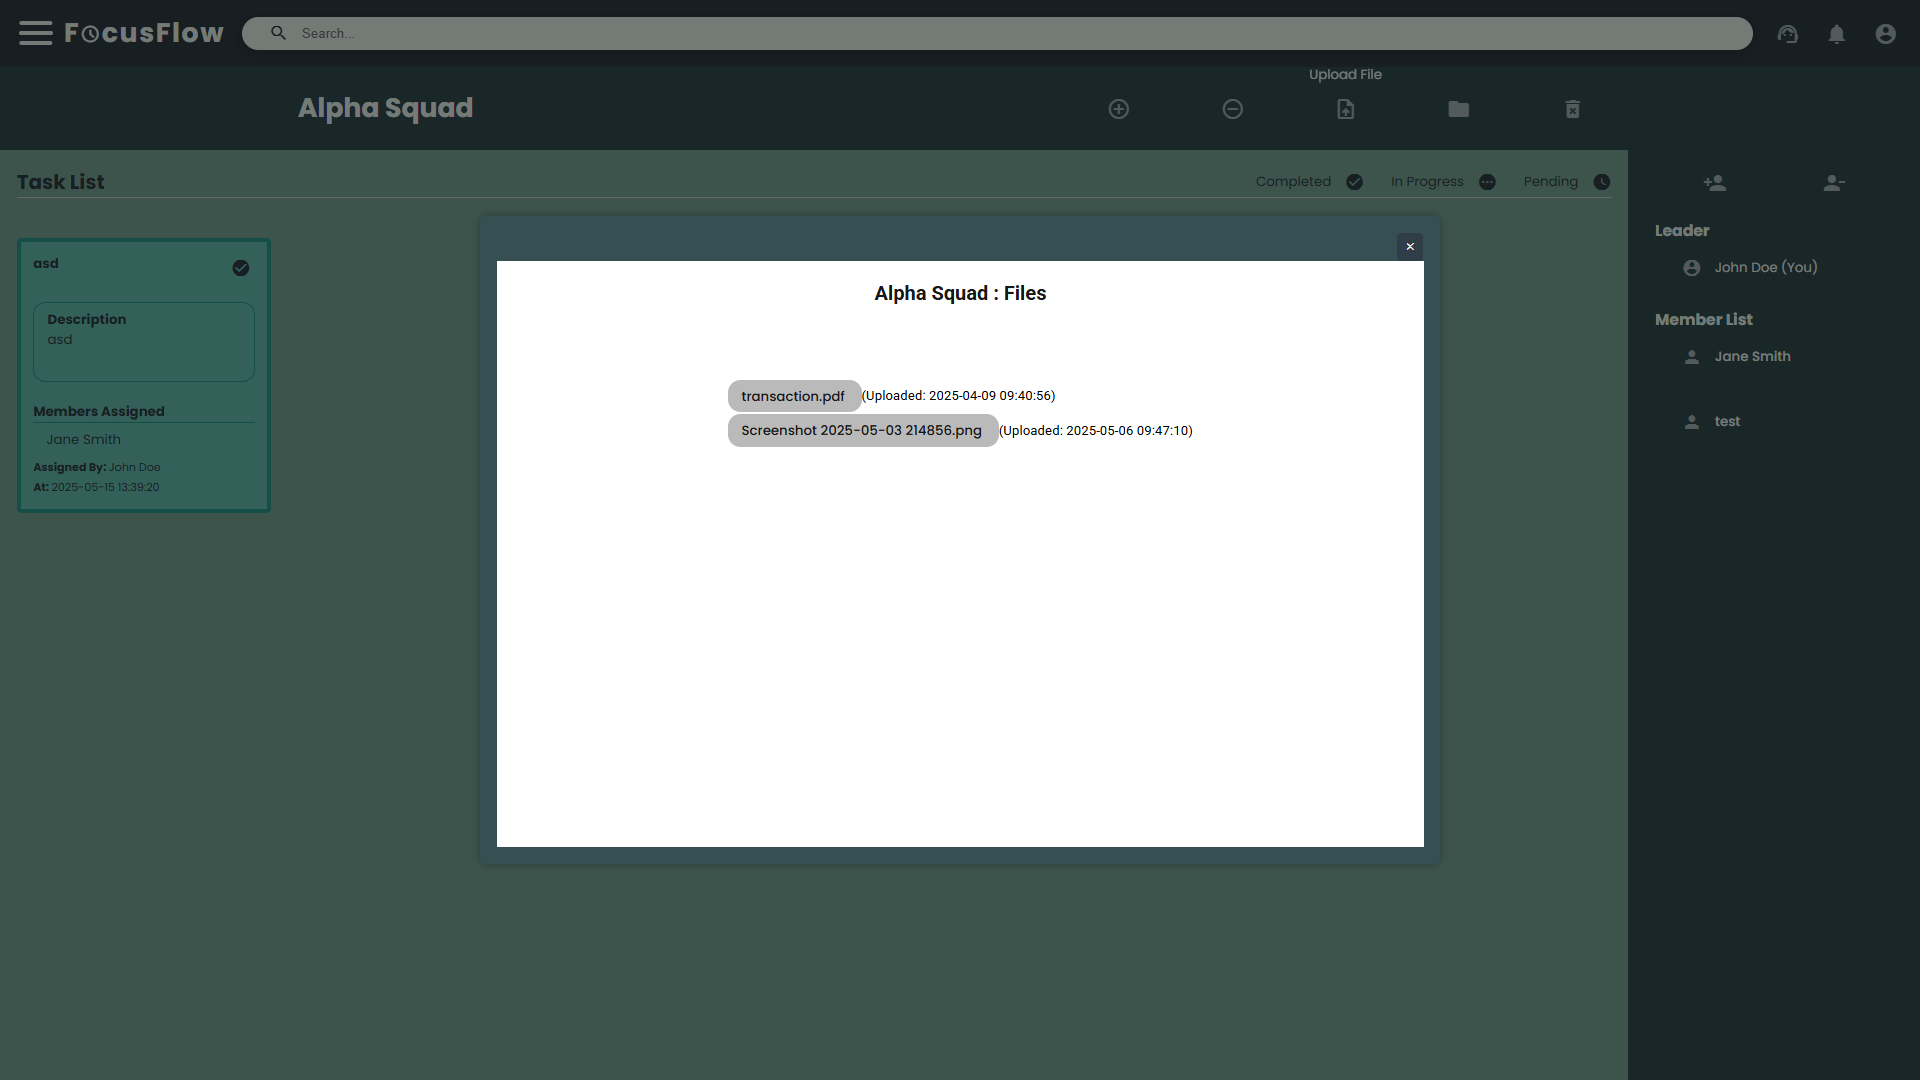 FocusFlow
Search...
Upload File
Alpha Squad
Task List
Completed
In Progress
Pending
asd
Description
asd
Members Assigned
Jane Smith
Assigned By: John Doe
At: 2025-05-15 13:39:20
×
Alpha Squad : Files
transaction.pdf (Uploaded: 2025-04-09 09:40:56)
Screenshot 2025-05-03 214856.png (Uploaded: 2025-05-06 09:47:10)
Leader
John Doe (You)
Member List
Jane Smith
test